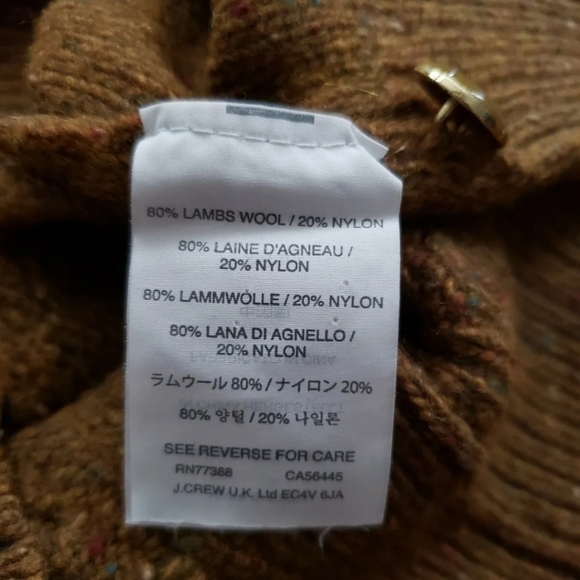 80% LAMBS WOOL / 20% NYLON
80% LAINE D'AGNEAU /
20% NYLON
80% LAMMWÖLLE / 20% NYLON
80% LANA DI AGNELLO /
20% NYLON
ラムウール 80% / ナイロン 20%
80% 양털 / 20% 나일론
SEE REVERSE FOR CARE
RN77388 CA56445
J.CREW U.K. Ltd EC4V 6JA